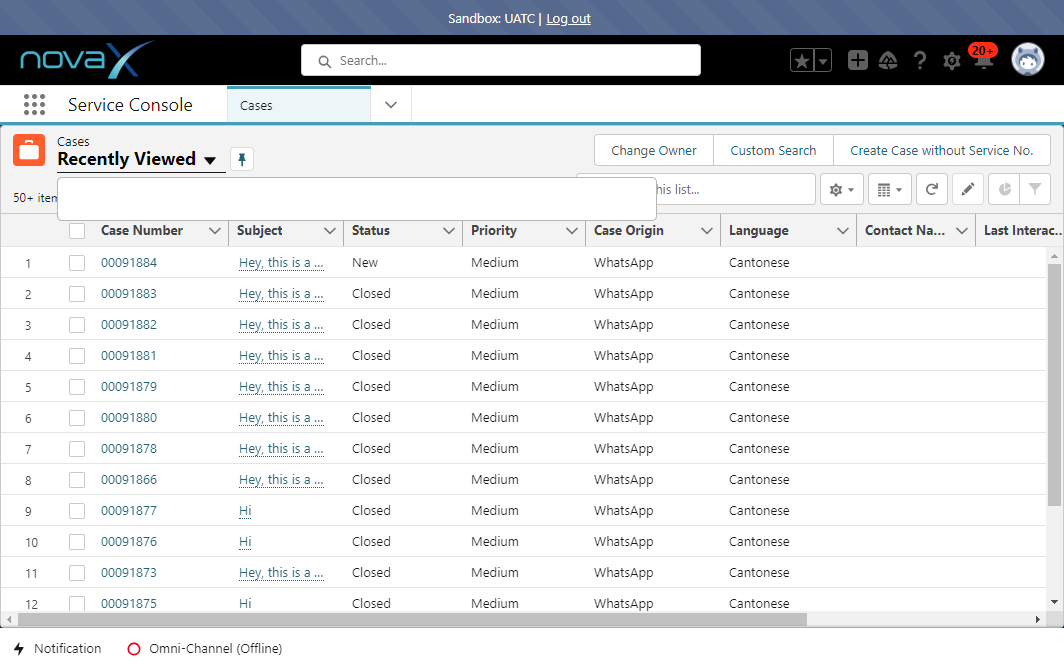 Sandbox: UATC | Log out
novaX
Search...
20+
Service Console
Cases
Cases
Recently Viewed
Change Owner
Custom Search
Create Case without Service No.
50+ item
this list...
Case Number Subject Status Priority Case Origin Language Contact Na... Last Interac...
1 00091884 Hey, this is a ... New Medium WhatsApp Cantonese
2 00091883 Hey, this is a ... Closed Medium WhatsApp Cantonese
3 00091882 Hey, this is a ... Closed Medium WhatsApp Cantonese
4 00091881 Hey, this is a ... Closed Medium WhatsApp Cantonese
5 00091879 Hey, this is a ... Closed Medium WhatsApp Cantonese
6 00091880 Hey, this is a ... Closed Medium WhatsApp Cantonese
7 00091878 Hey, this is a ... Closed Medium WhatsApp Cantonese
8 00091866 Hey, this is a ... Closed Medium WhatsApp Cantonese
9 00091877 Hi Closed Medium WhatsApp Cantonese
10 00091876 Hi Closed Medium WhatsApp Cantonese
11 00091873 Hey, this is a ... Closed Medium WhatsApp Cantonese
12 00091875 Hi Closed Medium WhatsApp Cantonese
Notification
Omni-Channel (Offline)